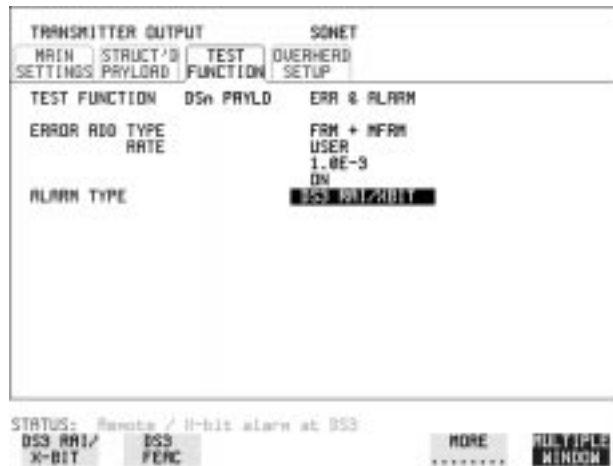 TRANSMITTER OUTPUT SONET
MAIN SETTINGS STRUCT'D PAYLOAD TEST FUNCTION OVERHEAD SETUP
TEST FUNCTION DSn PAYLD ERR & ALARM
ERROR ADD TYPE FRM + MFRM
RATE USER
1.0E-3
ON
ALARM TYPE DS3 RAI/XBIT
STATUS: Remote / X-bit alarm at DS3
DS3 RAI/ X-BIT DS3 FEAC MORE ........ MULTIPLE WINDOW